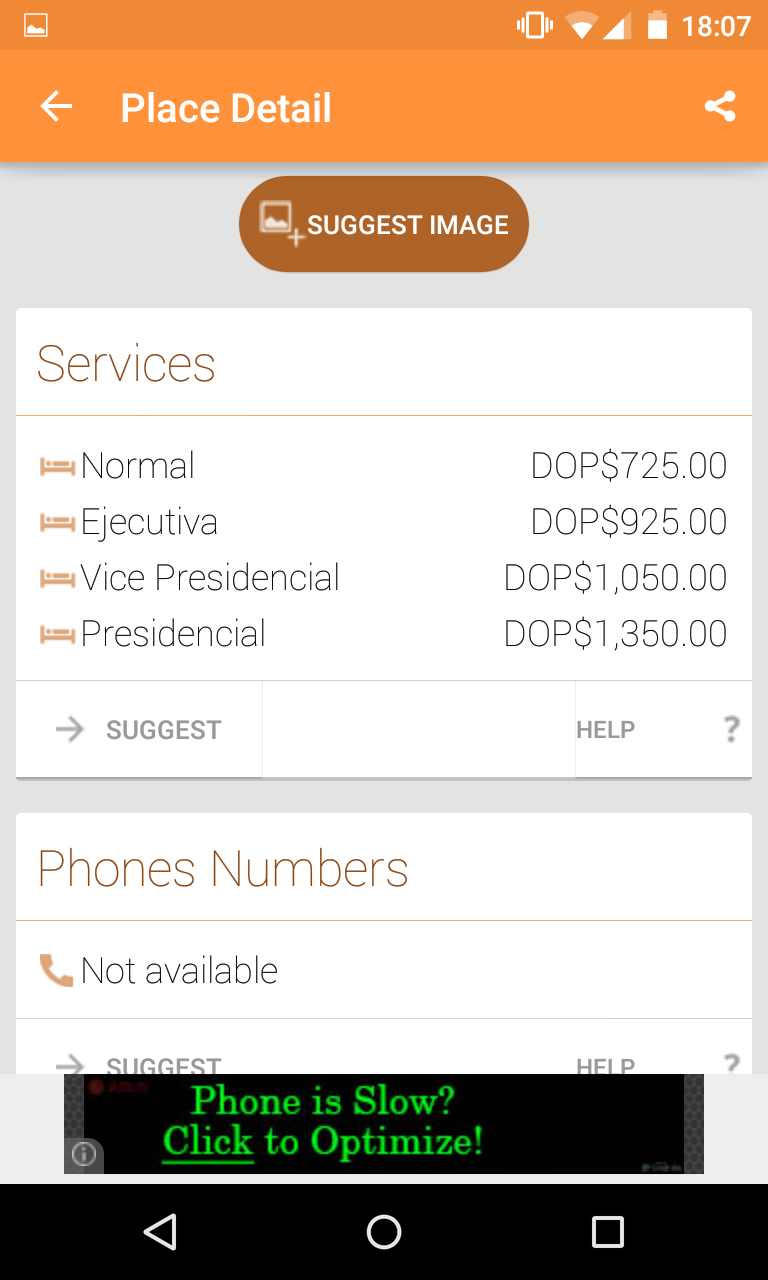 18:07
Place Detail
SUGGEST IMAGE
Services
Normal DOP$725.00
Ejecutiva DOP$925.00
Vice Presidencial DOP$1,050.00
Presidencial DOP$1,350.00
SUGGEST HELP ?
Phones Numbers
Not available
SUGGEST HELP ?
Phone is Slow?
Click to Optimize!